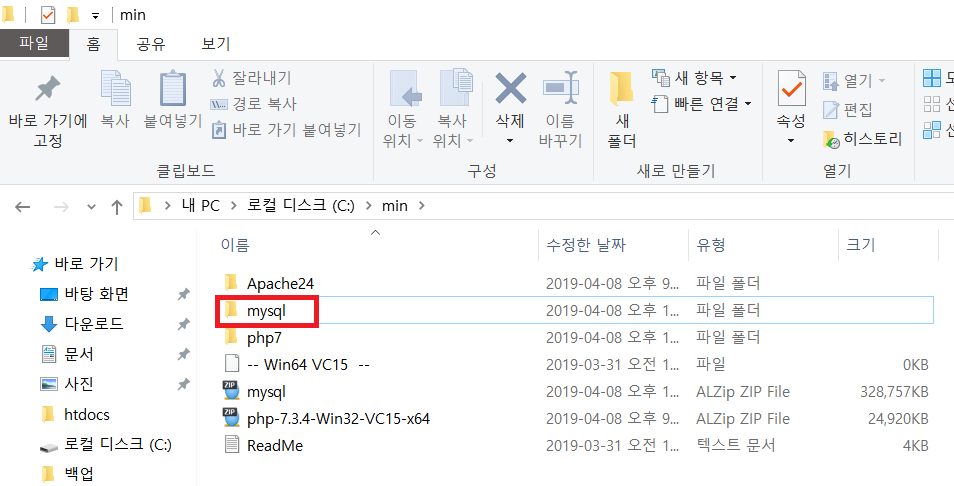 min
파일 홈 공유 보기
바로 가기에 고정
복사
붙여넣기
잘라내기
경로 복사
바로 가기 붙여넣기
클립보드
이동 위치
복사 위치
삭제
이름 바꾸기
구성
새 폴더
새 항목
빠른 연결
새로 만들기
속성
열기
편집
히스토리
열기
내 PC > 로컬 디스크 (C:) > min >
이름 수정한 날짜 유형 크기
바로 가기
바탕 화면
다운로드
문서
사진
htdocs
로컬 디스크 (C:)
백업
Apache24 2019-04-08 오후 9... 파일 폴더
mysql 2019-04-08 오후 1... 파일 폴더
php7 2019-04-08 오후 1... 파일 폴더
-- Win64 VC15 -- 2019-03-31 오전 1... 파일 0KB
mysql 2019-04-08 오후 1... ALZip ZIP File 328,757KB
php-7.3.4-Win32-VC15-x64 2019-04-08 오후 9... ALZip ZIP File 24,920KB
ReadMe 2019-03-31 오전 1... 텍스트 문서 4KB